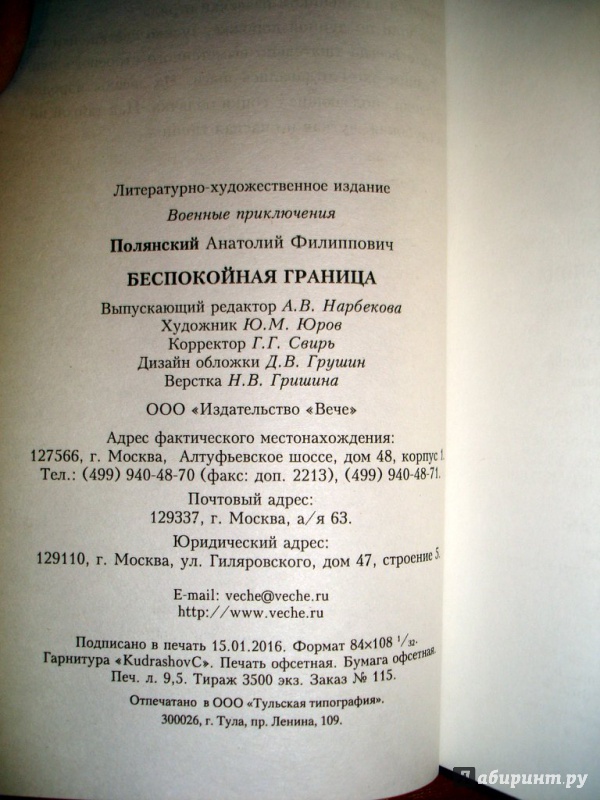 Литературно-художественное издание
Военные приключения
Полянский Анатолий Филиппович
БЕСПОКОЙНАЯ ГРАНИЦА
Выпускающий редактор А.В. Нарбекова
Художник Ю.М. Юров
Корректор Г.Г. Свирь
Дизайн обложки Д.В. Грушин
Верстка Н.В. Гришина
ООО «Издательство «Вече»
Адрес фактического местонахождения:
127566, г. Москва, Алтуфьевское шоссе, дом 48, корпус 1.
Тел.: (499) 940-48-70 (факс: доп. 2213), (499) 940-48-71.
Почтовый адрес:
129337, г. Москва, а/я 63.
Юридический адрес:
129110, г. Москва, ул. Гиляровского, дом 47, строение 5.
E-mail: veche@veche.ru
http://www.veche.ru
Подписано в печать 15.01.2016. Формат 84×108 1/32.
Гарнитура «KudrashovC». Печать офсетная. Бумага офсетная.
Печ. л. 9,5. Тираж 3500 экз. Заказ № 115.
Отпечатано в ООО «Тульская типография».
300026, г. Тула, пр. Ленина, 109.
Лабиринт.ру